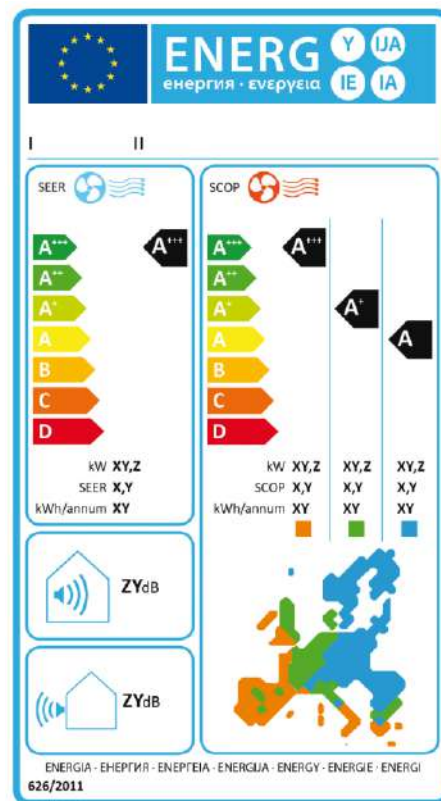 ENERG Y IJA
енергия · ενεργεια IE IA
I II
SEER
A+++ A+++
A++
A+
A
B
C
D
kW XY,Z
SEER X,Y
kWh/annum XY
SCOP
A+++ A+++
A++
A+ A+
A A
B
C
D
kW XY,Z XY,Z XY,Z
SCOP X,Y X,Y X,Y
kWh/annum XY XY XY
ZYdB
ZYdB
ENERGIA - ЕНЕРГИЯ - ΕΝΕΡΓΕΙΑ - ENERGIJA - ENERGY - ENERGIE - ENERGI
626/2011